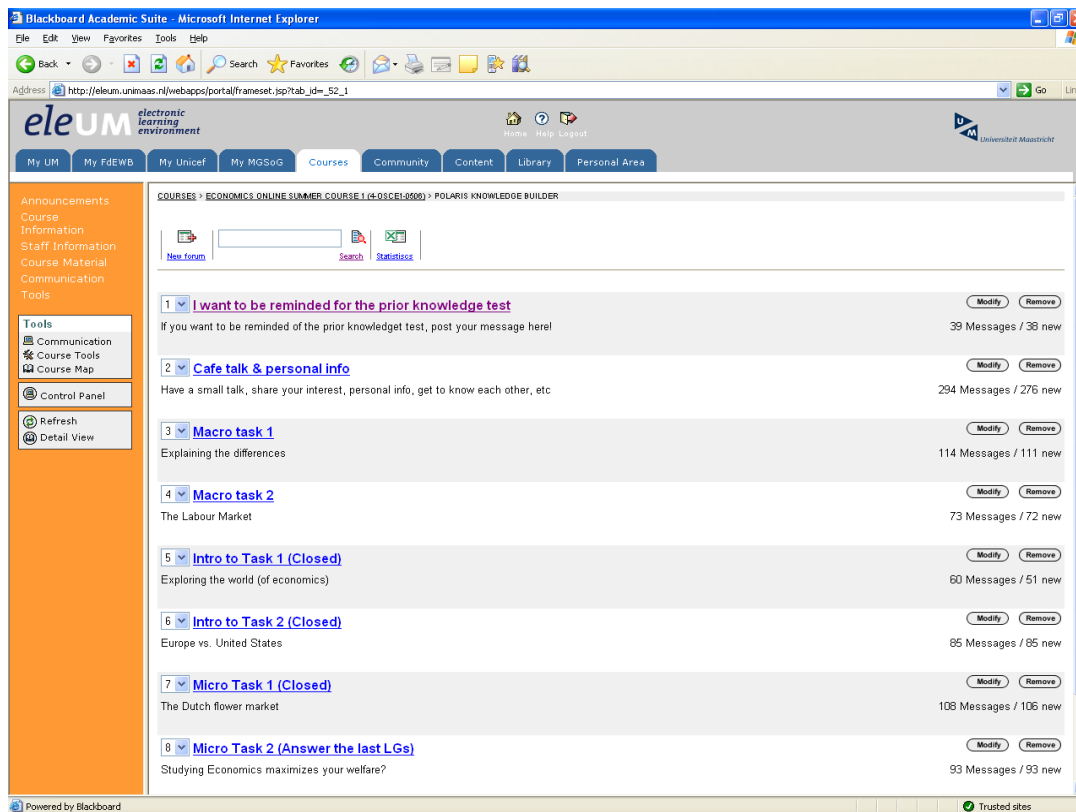 Blackboard Academic Suite - Microsoft Internet Explorer
File Edit View Favorites Tools Help
Back Search Favorites
Address http://eleum.unimaas.nl/webapps/portal/frameset.jsp?tab_id=_52_1 Go Lin
eleUM electronic learning environment
Home Help Logout
Universiteit Maastricht
My UM My FdEWB My Unicef My MGSoG Courses Community Content Library Personal Area
Announcements
Course
Information
Staff Information
Course Material
Communication
Tools
Tools
Communication
Course Tools
Course Map
Control Panel
Refresh
Detail View
COURSES > ECONOMICS ONLINE SUMMER COURSE 1 (4-OSCE1-0506) > POLARIS KNOWLEDGE BUILDER
New forum Search Statistiscs
1 I want to be reminded for the prior knowledge test Modify Remove
If you want to be reminded of the prior knowledget test, post your message here! 39 Messages / 38 new
2 Cafe talk & personal info Modify Remove
Have a small talk, share your interest, personal info, get to know each other, etc 294 Messages / 276 new
3 Macro task 1 Modify Remove
Explaining the differences 114 Messages / 111 new
4 Macro task 2 Modify Remove
The Labour Market 73 Messages / 72 new
5 Intro to Task 1 (Closed) Modify Remove
Exploring the world (of economics) 60 Messages / 51 new
6 Intro to Task 2 (Closed) Modify Remove
Europe vs. United States 85 Messages / 85 new
7 Micro Task 1 (Closed) Modify Remove
The Dutch flower market 108 Messages / 106 new
8 Micro Task 2 (Answer the last LGs) Modify Remove
Studying Economics maximizes your welfare? 93 Messages / 93 new
Powered by Blackboard Trusted sites